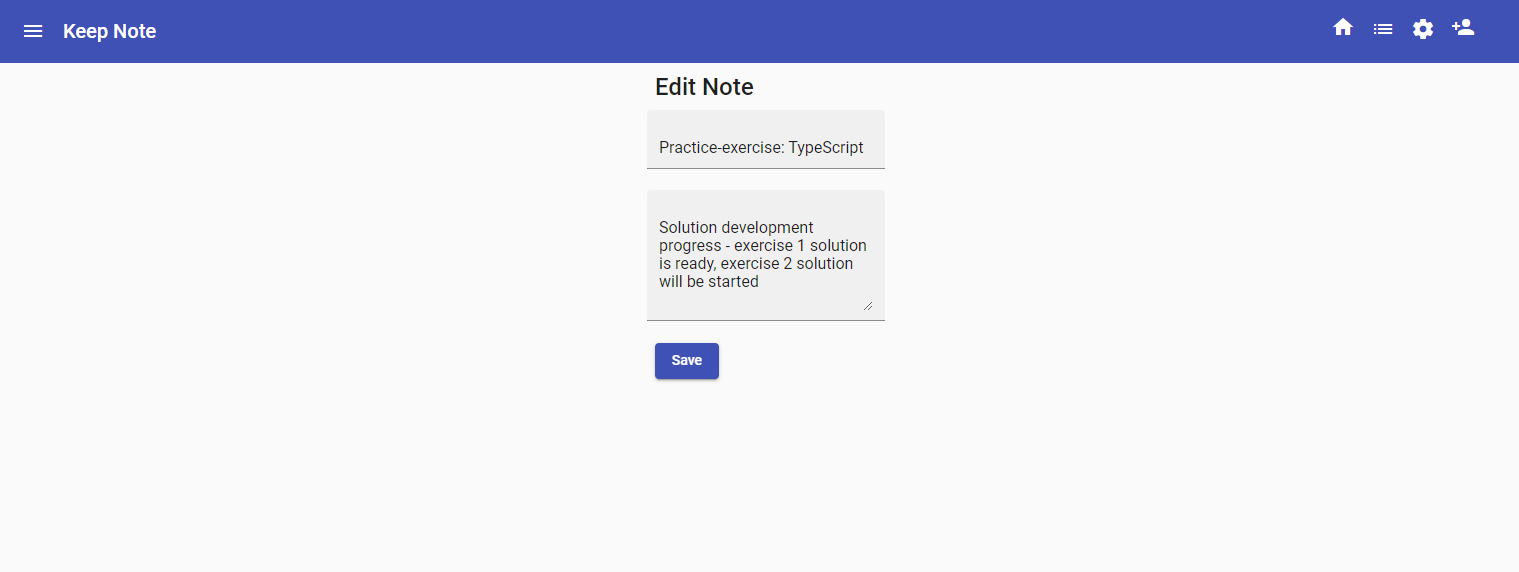 Keep Note
Edit Note
Practice-exercise: TypeScript
Solution development
progress - exercise 1 solution
is ready, exercise 2 solution
will be started
Save